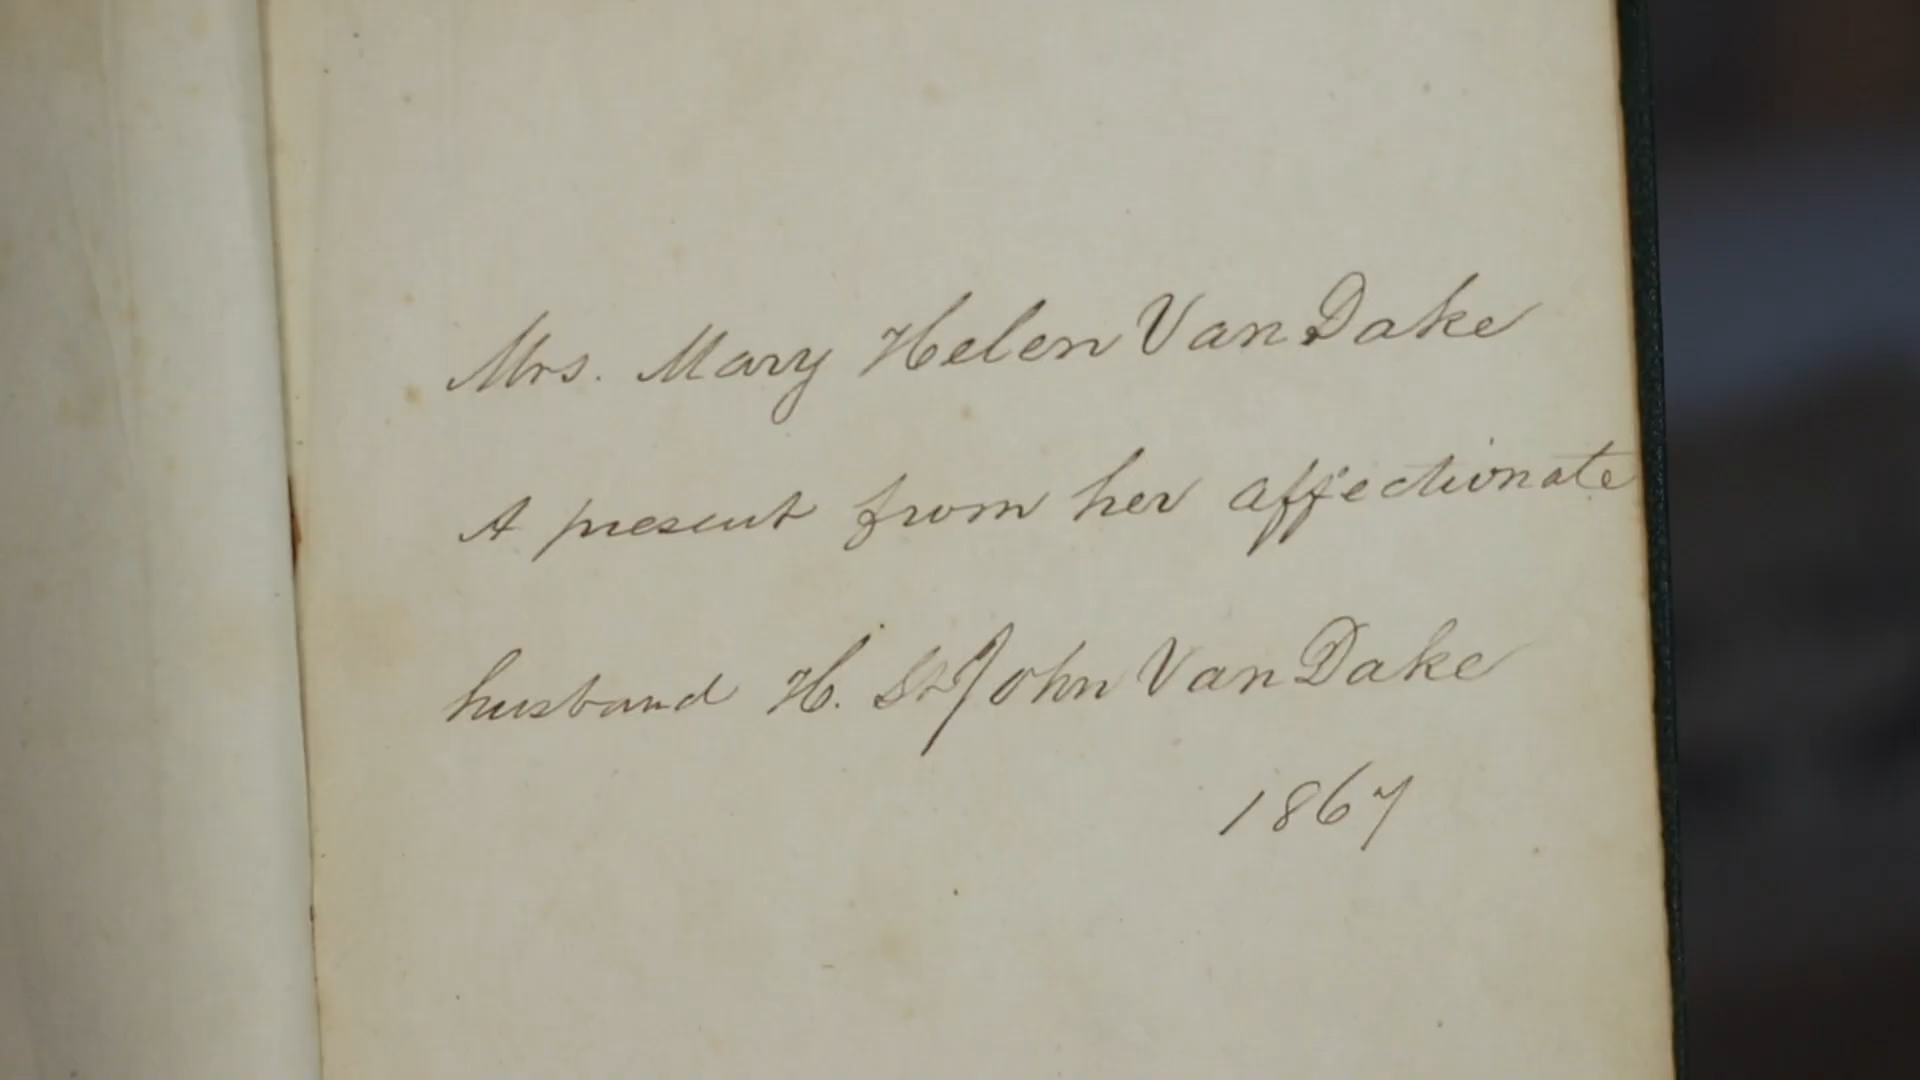 Mrs. Mary Helen Van Dake
A present from her affectionate
husband H. St John Van Dake
1867